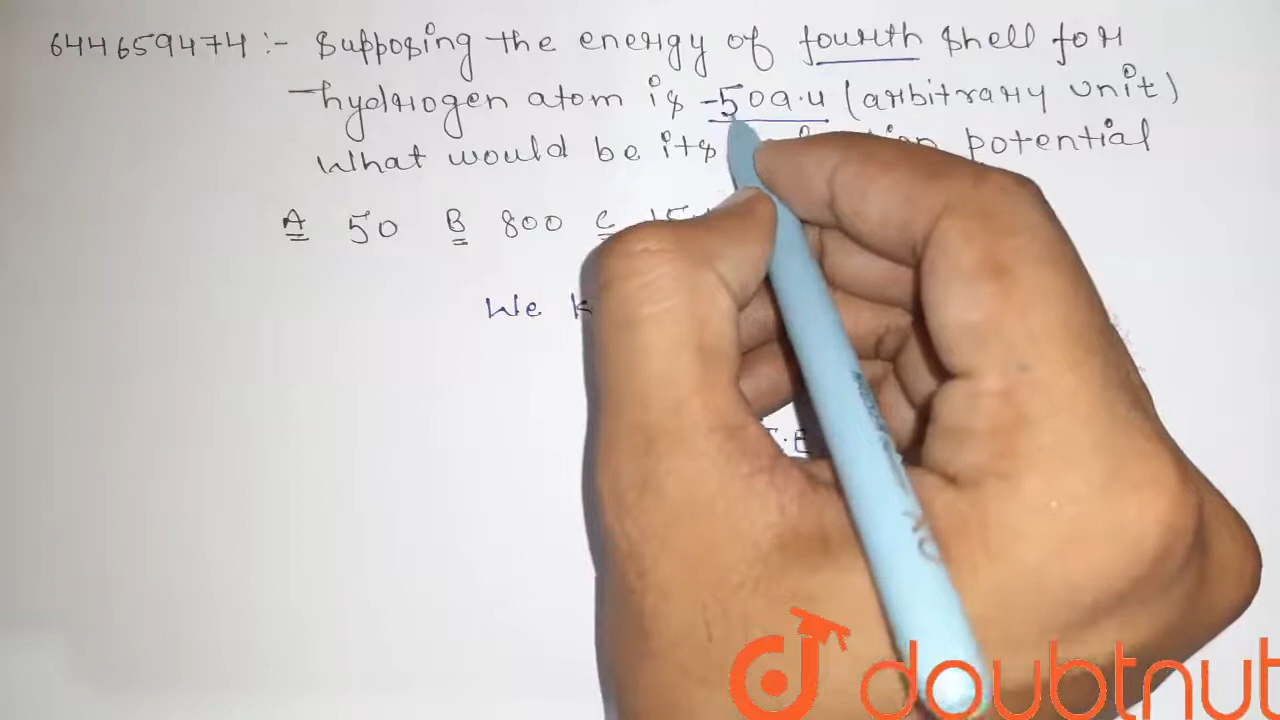 644659474 :- Supposing the energy of fourth shell for
hydrogen atom is -50a.u (arbitrary unit)
What would be its potential
A 50 B 800 C
We
.E
doubtnut